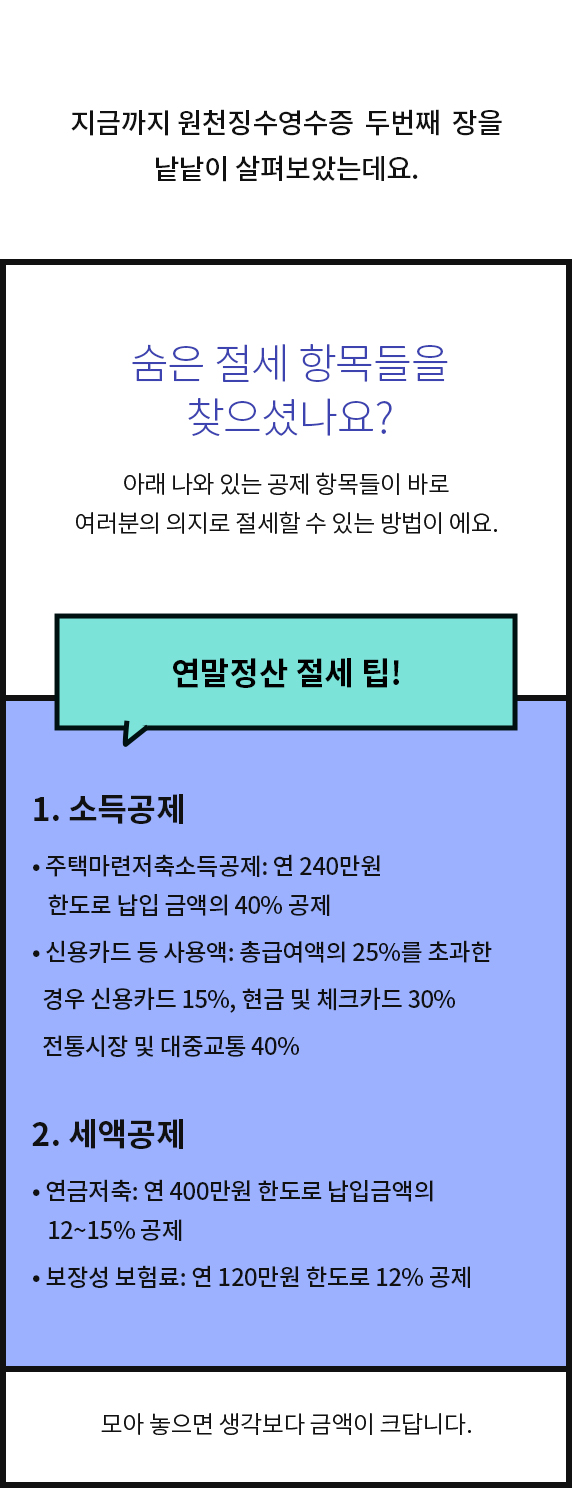 지금까지 원천징수영수증 두번째 장을
낱낱이 살펴보았는데요.
숨은 절세 항목들을
찾으셨나요?
아래 나와 있는 공제 항목들이 바로
여러분의 의지로 절세할 수 있는 방법이 에요.
연말정산 절세 팁!
1. 소득공제
• 주택마련저축소득공제: 연 240만원
한도로 납입 금액의 40% 공제
• 신용카드 등 사용액: 총급여액의 25%를 초과한
경우 신용카드 15%, 현금 및 체크카드 30%
전통시장 및 대중교통 40%
2. 세액공제
• 연금저축: 연 400만원 한도로 납입금액의
12~15% 공제
• 보장성 보험료: 연 120만원 한도로 12% 공제
모아 놓으면 생각보다 금액이 크답니다.